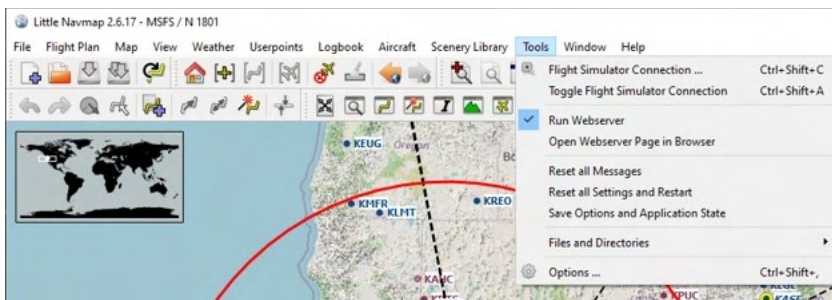 Little Navmap 2.6.17 - MSFS / N 1801
File Flight Plan Map View Weather Userpoints Logbook Aircraft Scenery Library Tools Window Help
Flight Simulator Connection ... Ctrl+Shift+C
Toggle Flight Simulator Connection Ctrl+Shift+A
Run Webserver
Open Webserver Page in Browser
Reset all Messages
Reset all Settings and Restart
Save Options and Application State
Files and Directories
Options ... Ctrl+Shift+,
KEUG Oregon
KMFR
KLMT
KREO
KPUC
KASE